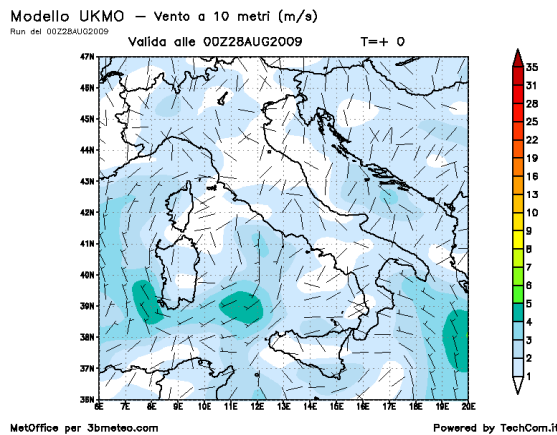 Modello UKMO – Vento a 10 metri (m/s)
Run del 00Z28AUG2009
Valida alle 00Z28AUG2009 T=+ 0
47N
46N
45N
44N
43N
42N
41N
40N
39N
38N
37N
36N
6E 7E 8E 9E 10E 11E 12E 13E 14E 15E 16E 17E 18E 19E 20E
35
31
28
25
22
19
16
13
10
9
8
7
6
5
4
3
2
1
MetOffice per 3bmeteo.com Powered by TechCom.it